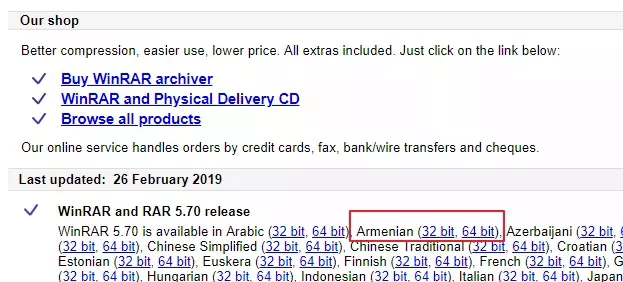 Our shop
Better compression, easier use, lower price. All extras included. Just click on the link below:
Buy WinRAR archiver
WinRAR and Physical Delivery CD
Browse all products
Our online service handles orders by credit cards, fax, bank/wire transfers and cheques.
Last updated: 26 February 2019
WinRAR and RAR 5.70 release
WinRAR 5.70 is available in Arabic (32 bit, 64 bit), Armenian (32 bit, 64 bit), Azerbaijani (32 bit,
(32 bit, 64 bit), Chinese Simplified (32 bit, 64 bit), Chinese Traditional (32 bit, 64 bit), Croatian (3
Estonian (32 bit, 64 bit), Euskera (32 bit, 64 bit), Finnish (32 bit, 64 bit), French (32 bit, 64 bit), G
(32 bit, 64 bit), Hungarian (32 bit, 64 bit), Indonesian (32 bit, 64 bit), Italian (32 bit, 64 bit), Japan